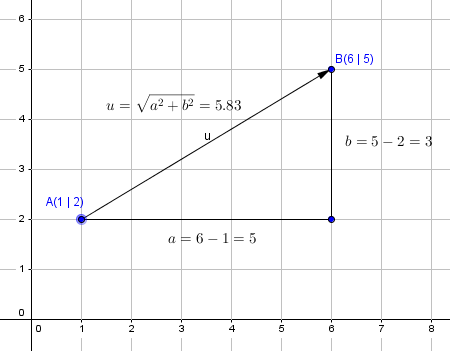 6
B(6 | 5)
5
u = √a² + b² = 5.83
4
u
b = 5 − 2 = 3
3
A(1 | 2)
2
a = 6 − 1 = 5
1
0
0 1 2 3 4 5 6 7 8